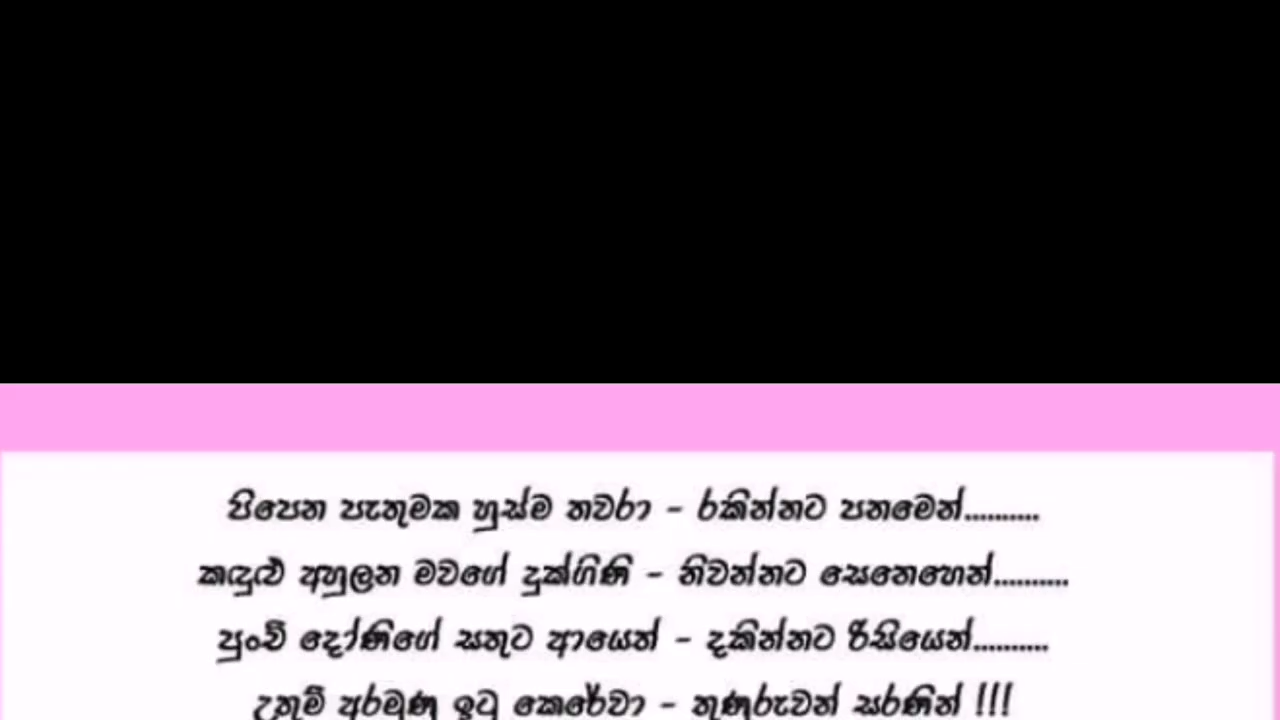 පිපෙන පැතුමක හුස්ම තවරා - රකින්නට පනමෙන්..........
කඳුළු අහුලන මවගේ දුක්ගිණි - නිවන්නට සෙනෙහෙන්..........
පුංචි දෝණිගේ සතුට ආයෙත් - දකින්නට රිසියෙන්..........
උතුම් අරමුණු ඉටු කෙරේවා - තුණුරුවන් සරණින් !!!